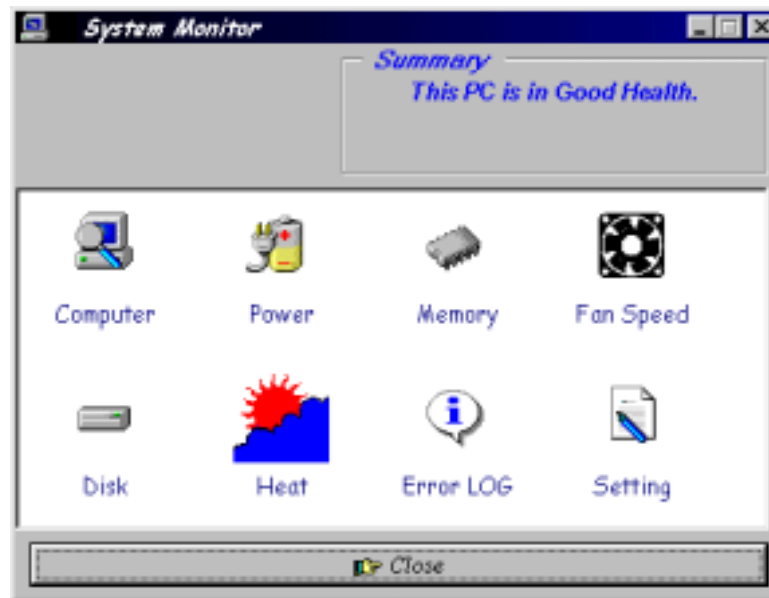 System Monitor
Summary
This PC is in Good Health.
Computer
Power
Memory
Fan Speed
Disk
Heat
Error LOG
Setting
Close